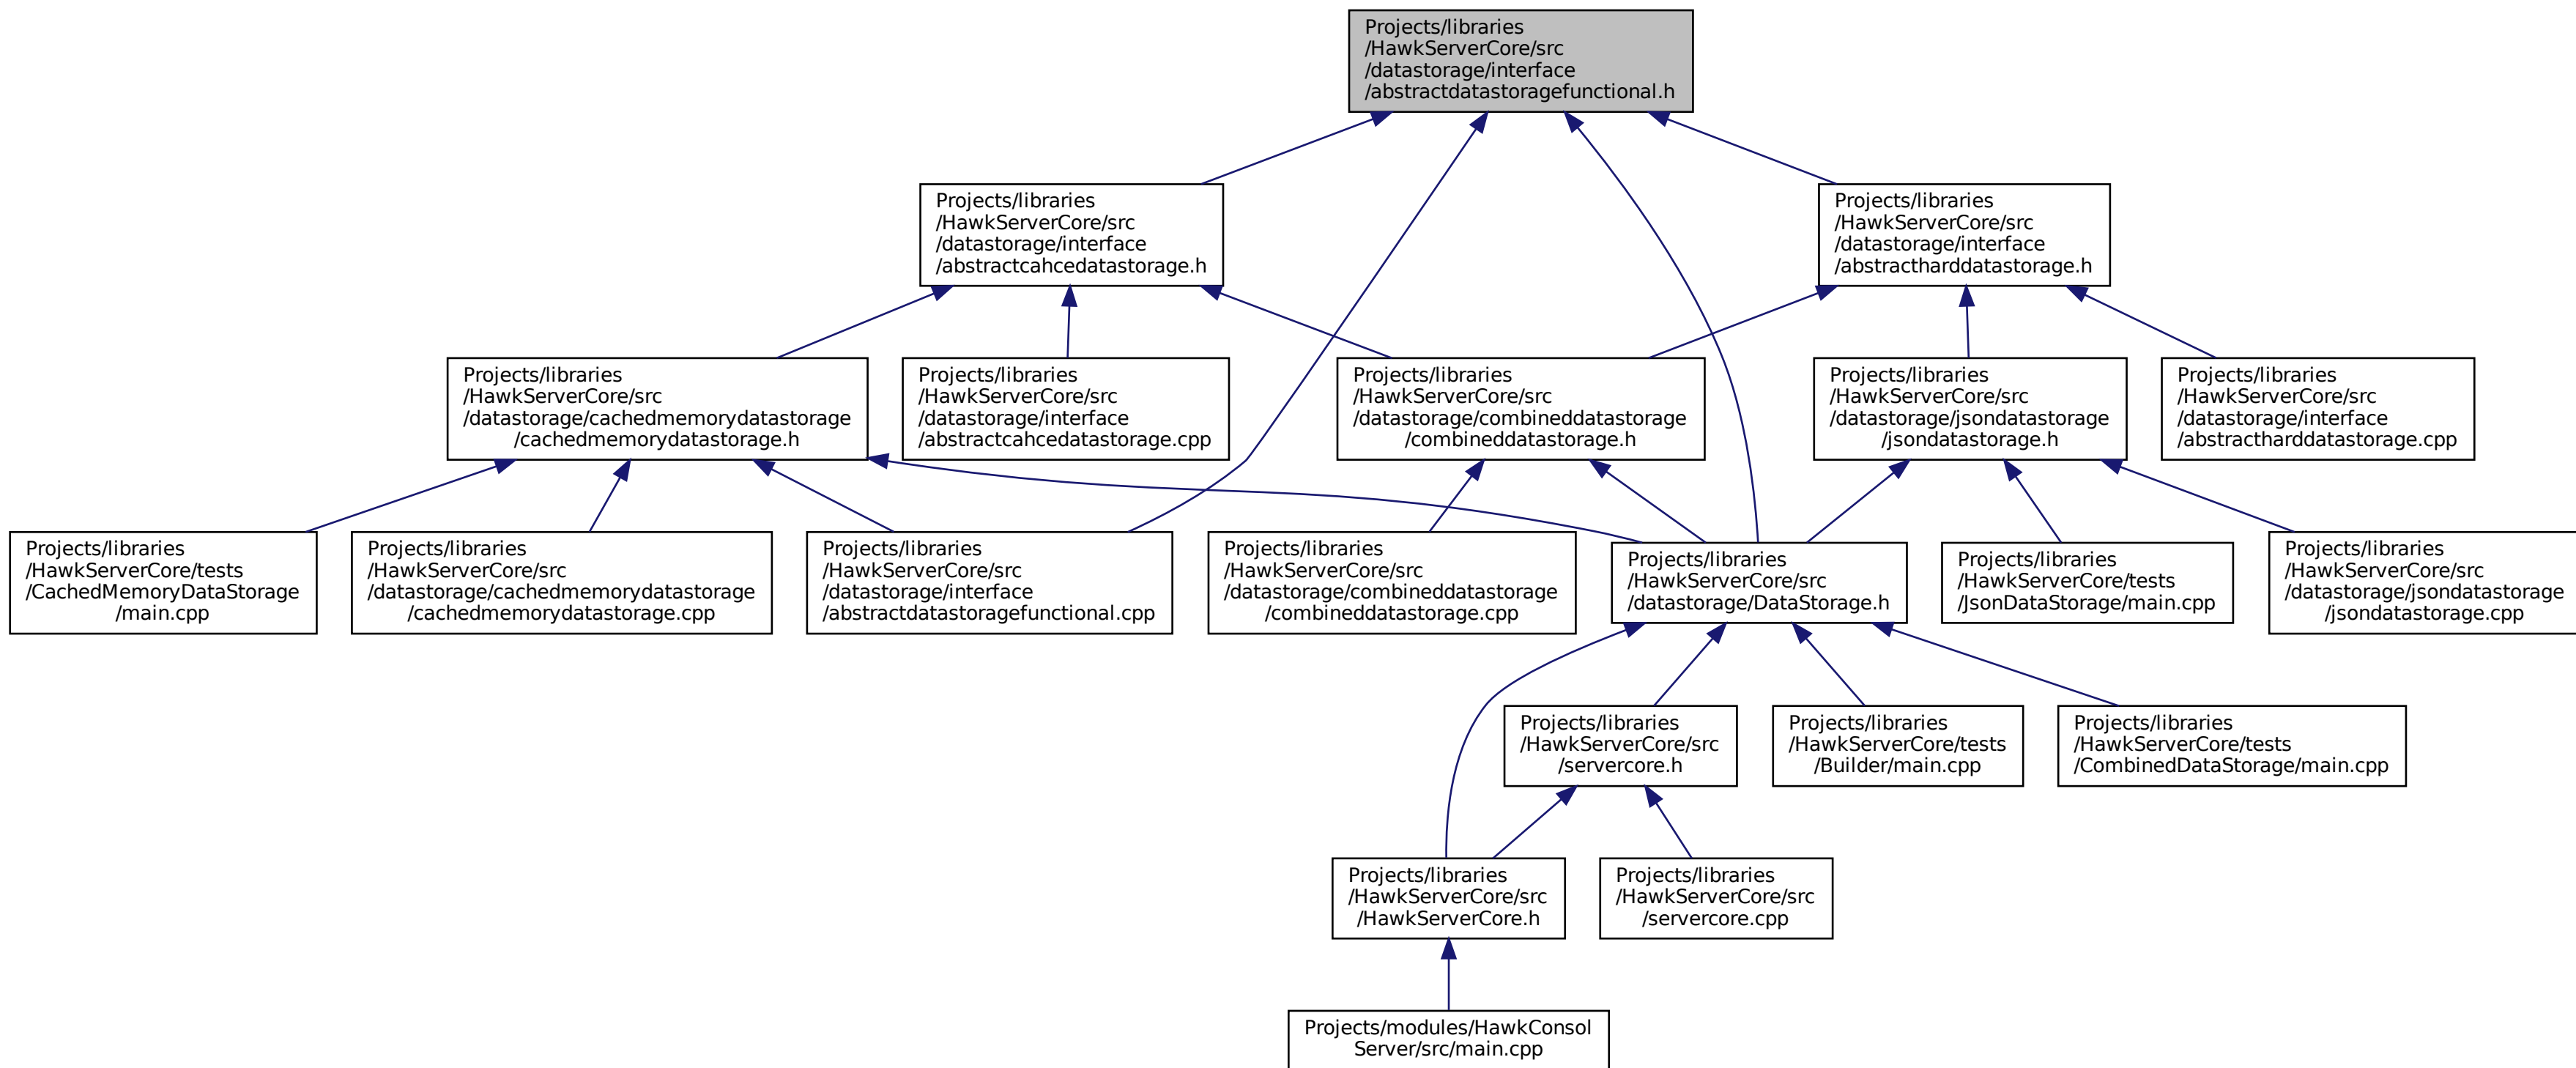 Projects/libraries
/HawkServerCore/src
/datastorage/interface
/abstractdatastoragefunctional.h
Projects/libraries
/HawkServerCore/src
/datastorage/interface
/abstractcahcedatastorage.h
Projects/libraries
/HawkServerCore/src
/datastorage/interface
/abstractharddatastorage.h
Projects/libraries
/HawkServerCore/src
/datastorage/cachedmemorydatastorage
/cachedmemorydatastorage.h
Projects/libraries
/HawkServerCore/src
/datastorage/interface
/abstractcahcedatastorage.cpp
Projects/libraries
/HawkServerCore/src
/datastorage/combineddatastorage
/combineddatastorage.h
Projects/libraries
/HawkServerCore/src
/datastorage/jsondatastorage
/jsondatastorage.h
Projects/libraries
/HawkServerCore/src
/datastorage/interface
/abstractharddatastorage.cpp
Projects/libraries
/HawkServerCore/tests
/CachedMemoryDataStorage
/main.cpp
Projects/libraries
/HawkServerCore/src
/datastorage/cachedmemorydatastorage
/cachedmemorydatastorage.cpp
Projects/libraries
/HawkServerCore/src
/datastorage/interface
/abstractdatastoragefunctional.cpp
Projects/libraries
/HawkServerCore/src
/datastorage/combineddatastorage
/combineddatastorage.cpp
Projects/libraries
/HawkServerCore/src
/datastorage/DataStorage.h
Projects/libraries
/HawkServerCore/tests
/JsonDataStorage/main.cpp
Projects/libraries
/HawkServerCore/src
/datastorage/jsondatastorage
/jsondatastorage.cpp
Projects/libraries
/HawkServerCore/src
/servercore.h
Projects/libraries
/HawkServerCore/tests
/Builder/main.cpp
Projects/libraries
/HawkServerCore/tests
/CombinedDataStorage/main.cpp
Projects/libraries
/HawkServerCore/src
/HawkServerCore.h
Projects/libraries
/HawkServerCore/src
/servercore.cpp
Projects/modules/HawkConsol
Server/src/main.cpp